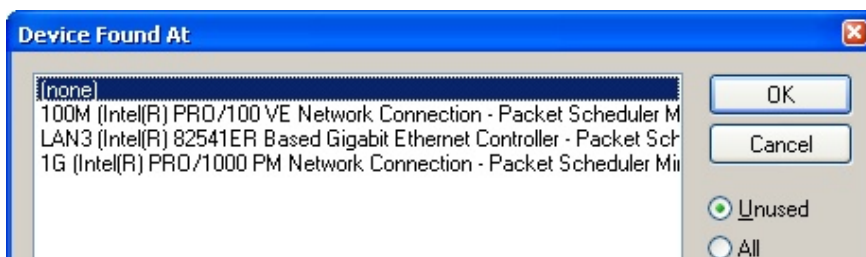 Device Found At
(none)
100M (Intel(R) PRO/100 VE Network Connection - Packet Scheduler M
LAN3 (Intel(R) 82541ER Based Gigabit Ethernet Controller - Packet Sch
1G (Intel(R) PRO/1000 PM Network Connection - Packet Scheduler Mi
OK
Cancel
Unused
All